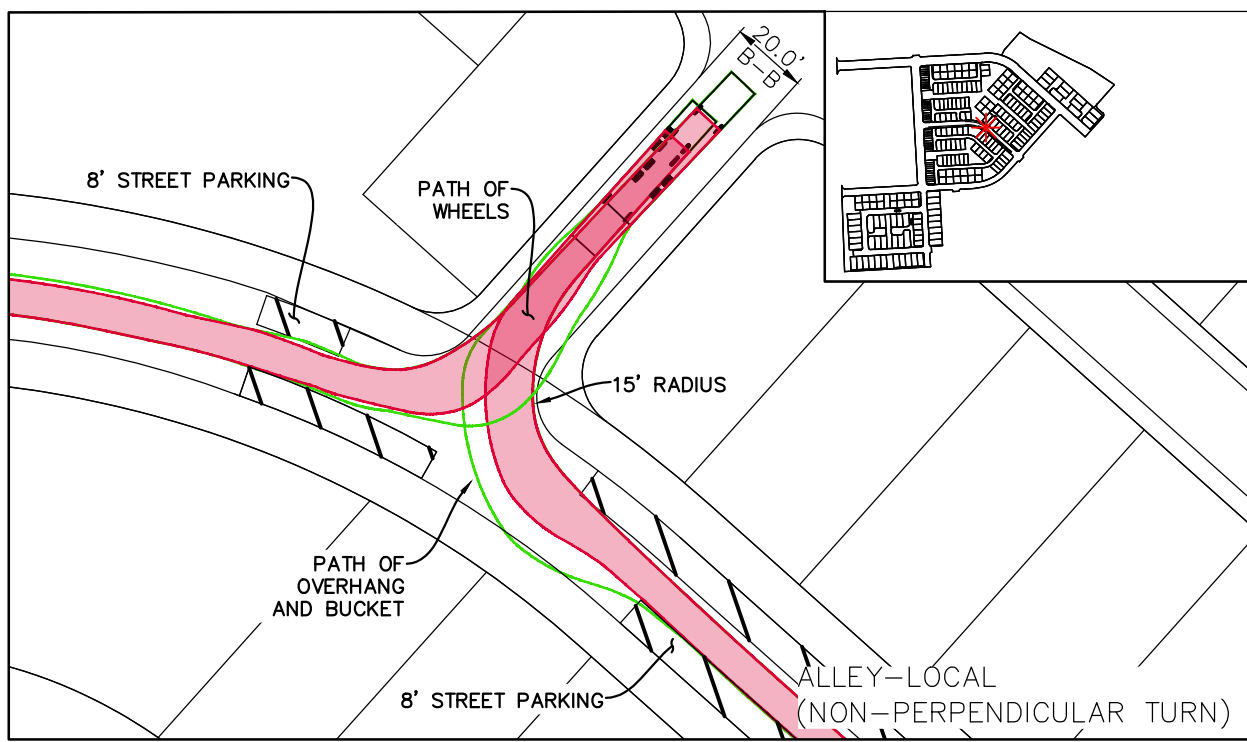 20.0'
B-B
8' STREET PARKING
PATH OF
WHEELS
15' RADIUS
PATH OF
OVERHANG
AND BUCKET
8' STREET PARKING
ALLEY-LOCAL
(NON-PERPENDICULAR TURN)